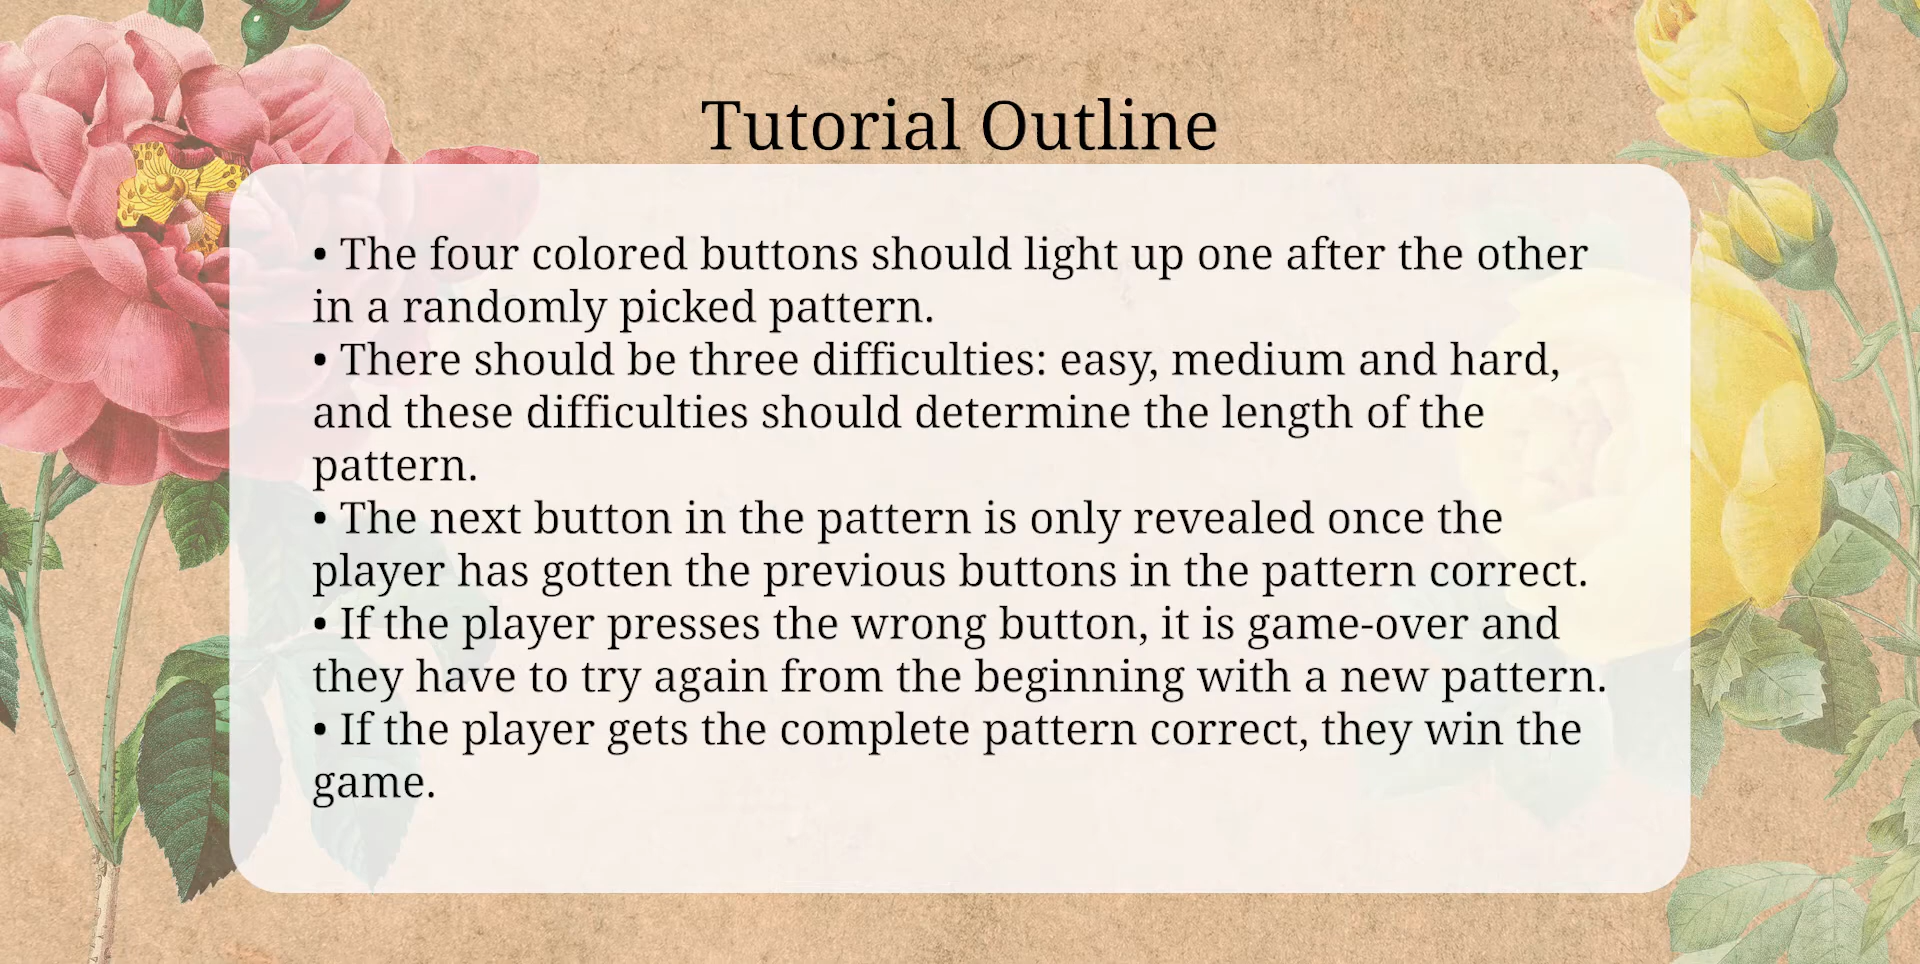 Tutorial Outline
• The four colored buttons should light up one after the other
in a randomly picked pattern.
• There should be three difficulties: easy, medium and hard,
and these difficulties should determine the length of the
pattern.
• The next button in the pattern is only revealed once the
player has gotten the previous buttons in the pattern correct.
• If the player presses the wrong button, it is game-over and
they have to try again from the beginning with a new pattern.
• If the player gets the complete pattern correct, they win the
game.